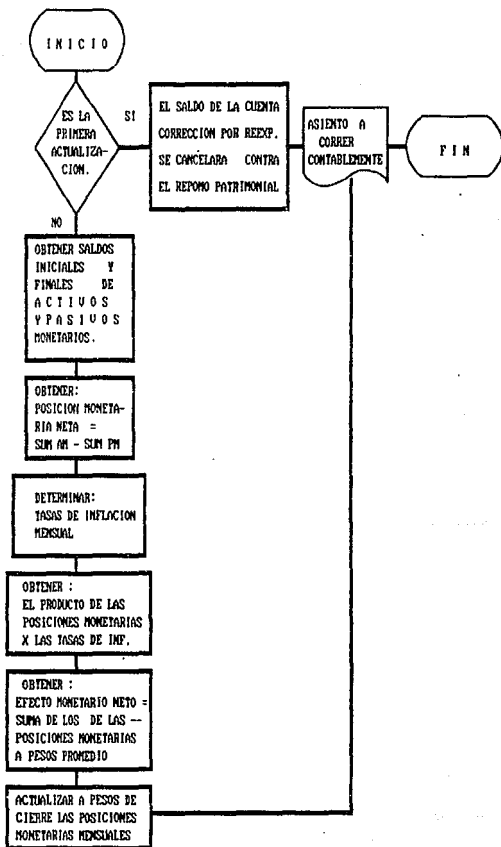 INICIO
ES LA
PRIMERA
ACTUALIZA-
CION.
SI
EL SALDO DE LA CUENTA
CORRECCION POR REEXP.
SE CANCELARA CONTRA
EL REPOMO PATRIMONIAL
ASIENTO A
CORRER
CONTABLEMENTE
FIN
NO
OBTENER SALDOS
INICIALES Y
FINALES DE
ACTIVOS
Y PASIVOS
MONETARIOS.
OBTENER:
POSICION MONETA-
RIA NETA =
SUM AM - SUM PM
DETERMINAR:
TASAS DE INFLACION
MENSUAL
OBTENER :
EL PRODUCTO DE LAS
POSICIONES MONETARIAS
X LAS TASAS DE INF.
OBTENER :
EFECTO MONETARIO NETO =
SUMA DE LOS DE LAS --
POSICIONES MONETARIAS
A PESOS PROMEDIO
ACTUALIZAR A PESOS DE
CIERRE LAS POSICIONES
MONETARIAS MENSUALES